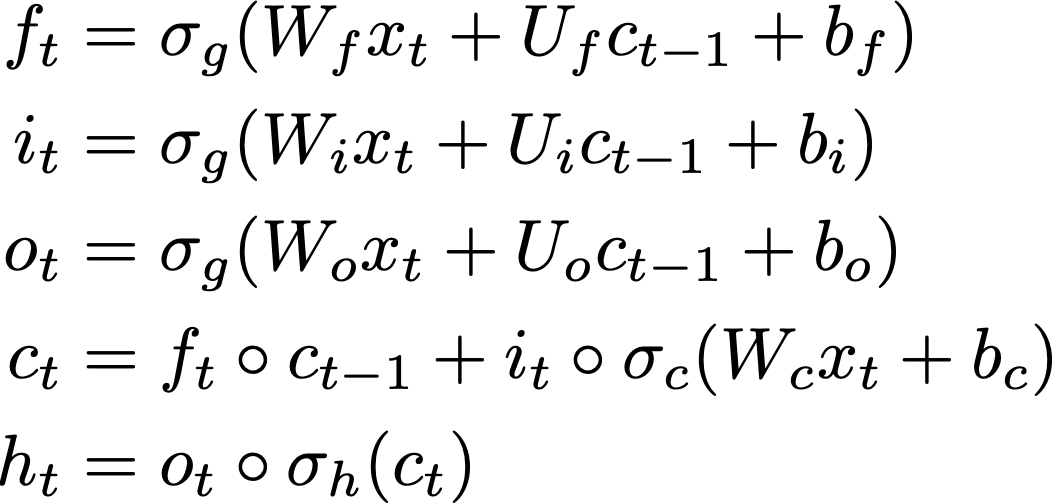 f_t = σ_g(W_f x_t + U_f c_{t−1} + b_f)
i_t = σ_g(W_i x_t + U_i c_{t−1} + b_i)
o_t = σ_g(W_o x_t + U_o c_{t−1} + b_o)
c_t = f_t ∘ c_{t−1} + i_t ∘ σ_c(W_c x_t + b_c)
h_t = o_t ∘ σ_h(c_t)